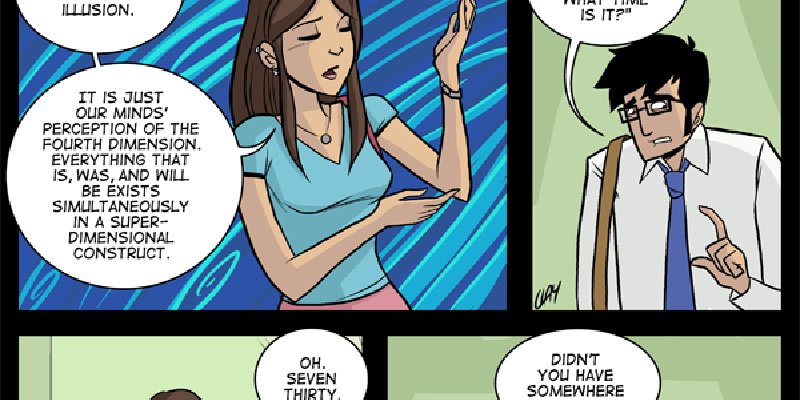 ILLUSION.
IT IS JUST
OUR MINDS'
PERCEPTION OF THE
FOURTH DIMENSION.
EVERYTHING THAT
IS, WAS, AND WILL
BE EXISTS
SIMULTANEOUSLY
IN A SUPER-
DIMENSIONAL
CONSTRUCT.
WHAT TIME
IS IT?"
CLAY
OH.
SEVEN
THIRTY.
DIDN'T
YOU HAVE
SOMEWHERE